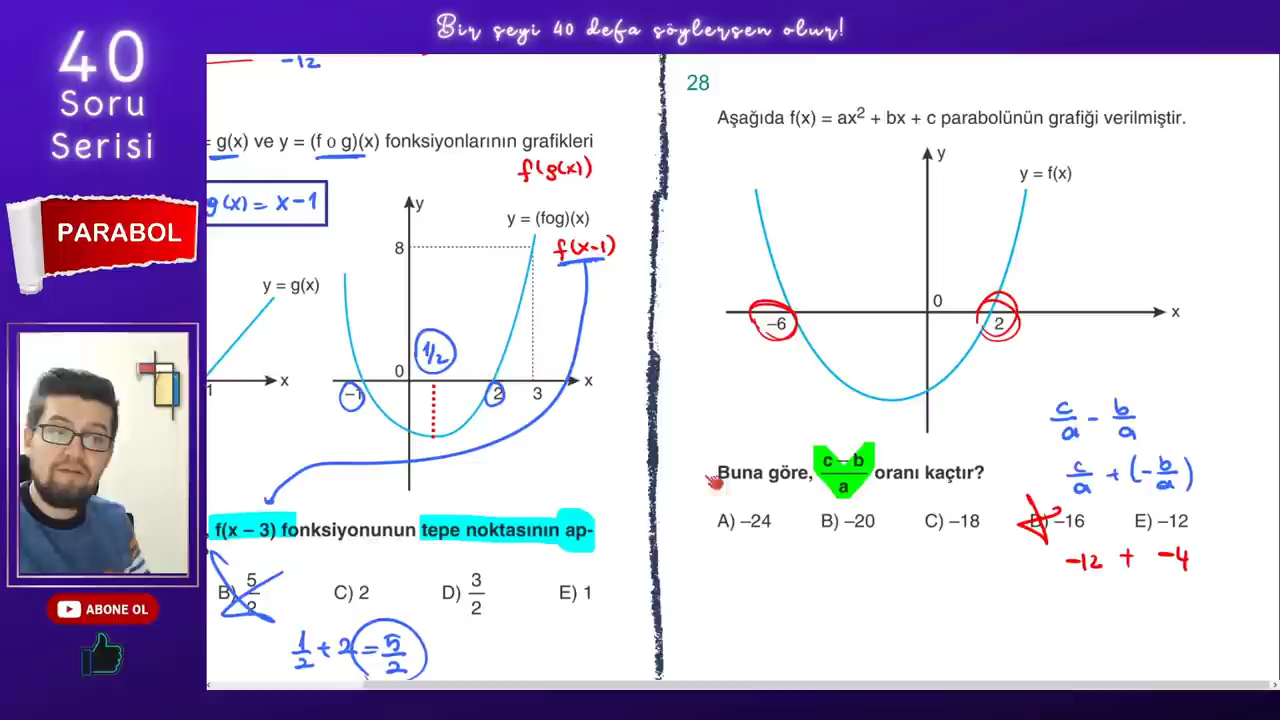 Bir şeyi 40 defa söylersen olur!
40
Soru
Serisi
PARABOL
ABONE OL
-12
= g(x) ve y = (f o g)(x) fonksiyonlarının grafikleri
f(g(x))
g(x) = x-1
y
y = (fog)(x)
8
f(x-1)
y = g(x)
1/2
0
x
1
–1
2
3
x
f(x – 3) fonksiyonunun tepe noktasının ap-
B) 5/2
C) 2
D) 3/2
E) 1
1/2 + 2 = 5/2
28
Aşağıda f(x) = ax² + bx + c parabolünün grafiği verilmiştir.
y
y = f(x)
0
x
–6
2
c/a - b/a
Buna göre, c – b / a oranı kaçtır?
c/a + (-b/a)
A) –24
B) –20
C) –18
D) –16
E) –12
-12 + -4